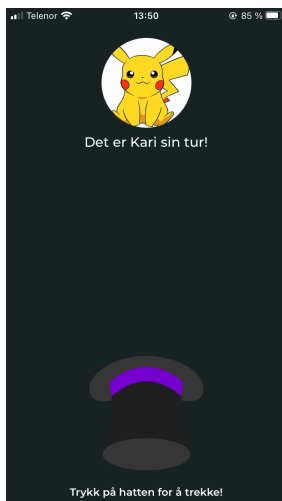 Telenor 13:50 85 %
Det er Kari sin tur!
Trykk på hatten for å trekke!